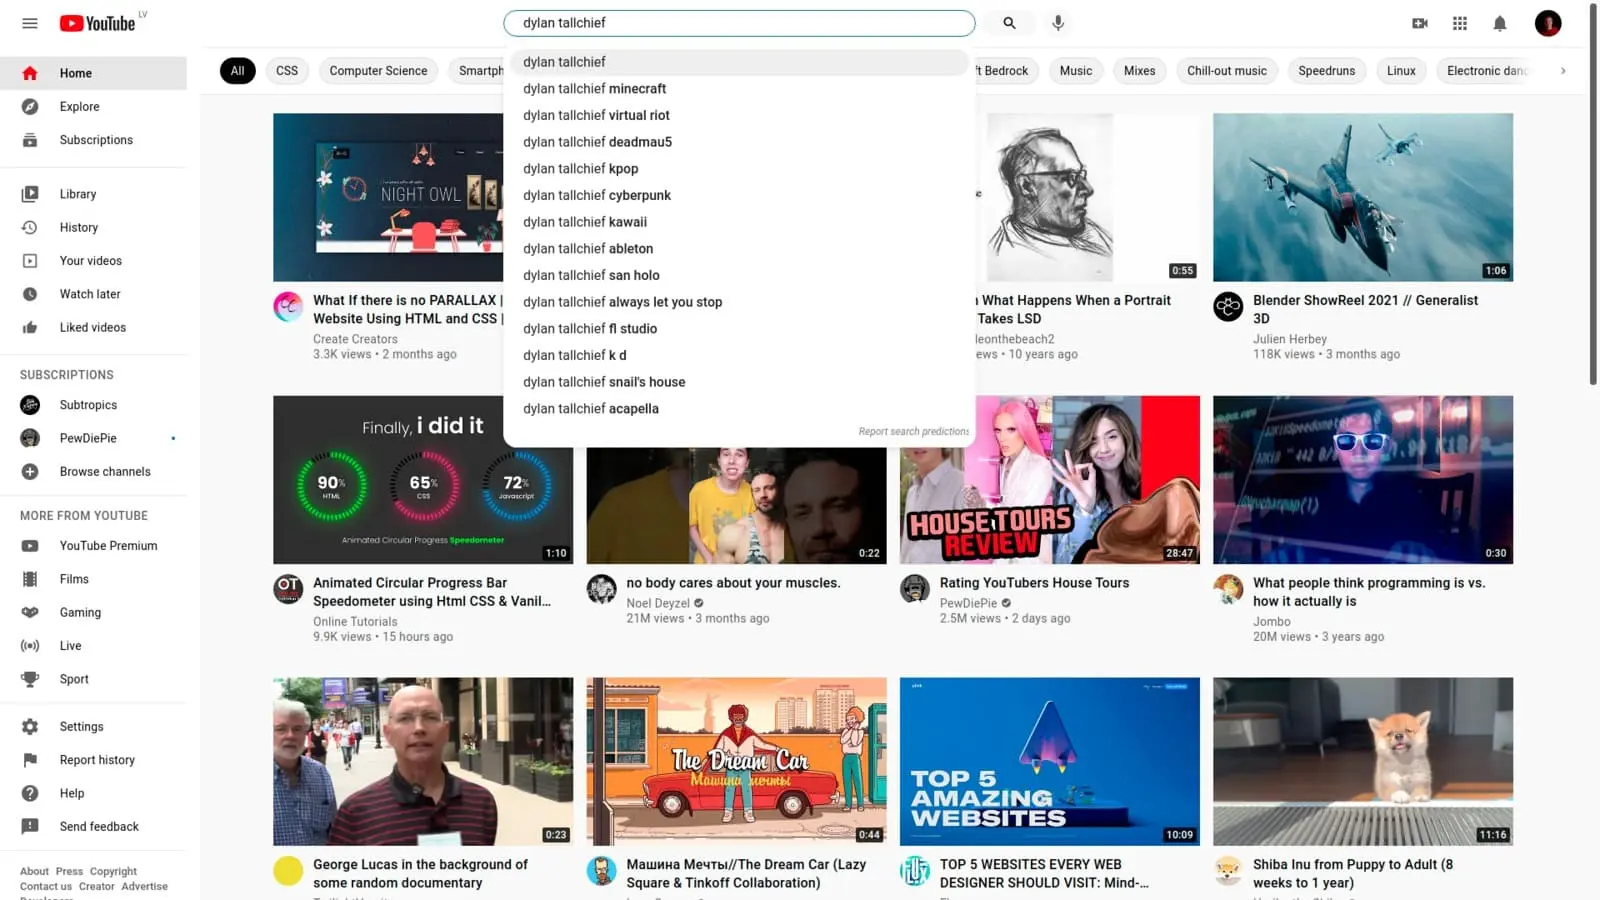 YouTube LV
dylan tallchief
All
CSS
Computer Science
Smartph
ft Bedrock
Music
Mixes
Chill-out music
Speedruns
Linux
Electronic danc
dylan tallchief
dylan tallchief minecraft
dylan tallchief virtual riot
dylan tallchief deadmau5
dylan tallchief kpop
dylan tallchief cyberpunk
dylan tallchief kawaii
dylan tallchief ableton
dylan tallchief san holo
dylan tallchief always let you stop
dylan tallchief fl studio
dylan tallchief k d
dylan tallchief snail's house
dylan tallchief acapella
Report search predictions
Home
Explore
Subscriptions
Library
History
Your videos
Watch later
Liked videos
SUBSCRIPTIONS
Subtropics
PewDiePie
Browse channels
MORE FROM YOUTUBE
YouTube Premium
Films
Gaming
Live
Sport
Settings
Report history
Help
Send feedback
About Press Copyright
Contact us Creator Advertise
Developers
NIGHT OWL
What If there is no PARALLAX |
Website Using HTML and CSS |
Create Creators
3.3K views • 2 months ago
0:55
What Happens When a Portrait
Takes LSD
leonthebeach2
ews • 10 years ago
1:06
Blender ShowReel 2021 // Generalist
3D
Julien Herbey
118K views • 3 months ago
Finally, i did it
90%
HTML
65%
CSS
72%
Javascript
Animated Circular Progress Speedometer
1:10
OT
Animated Circular Progress Bar
Speedometer using Html CSS & Vanil...
Online Tutorials
9.9K views • 15 hours ago
0:22
no body cares about your muscles.
Noel Deyzel
21M views • 3 months ago
HOUSE TOURS
REVIEW
28:47
Rating YouTubers House Tours
PewDiePie
2.5M views • 2 days ago
0:30
What people think programming is vs.
how it actually is
Jombo
20M views • 3 years ago
0:23
George Lucas in the background of
some random documentary
The Dream Car
Машина мечты
0:44
Машина Мечты//The Dream Car (Lazy
Square & Tinkoff Collaboration)
TOP 5
AMAZING
WEBSITES
10:09
TOP 5 WEBSITES EVERY WEB
DESIGNER SHOULD VISIT: Mind-...
11:16
Shiba Inu from Puppy to Adult (8
weeks to 1 year)